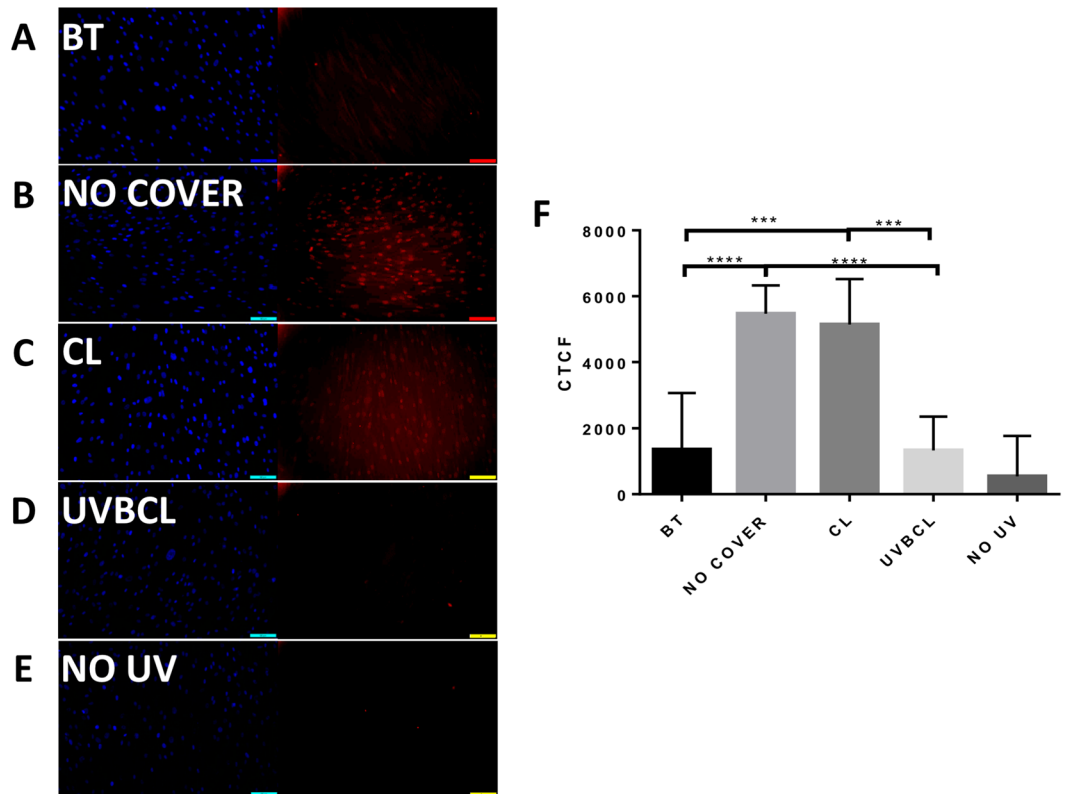 A BT
B NO COVER
C CL
D UVBCL
E NO UV
F
*** ***
**** ****
8000
6000
4000
2000
0
CTCF
BT
NO COVER
CL
UVBCL
NO UV